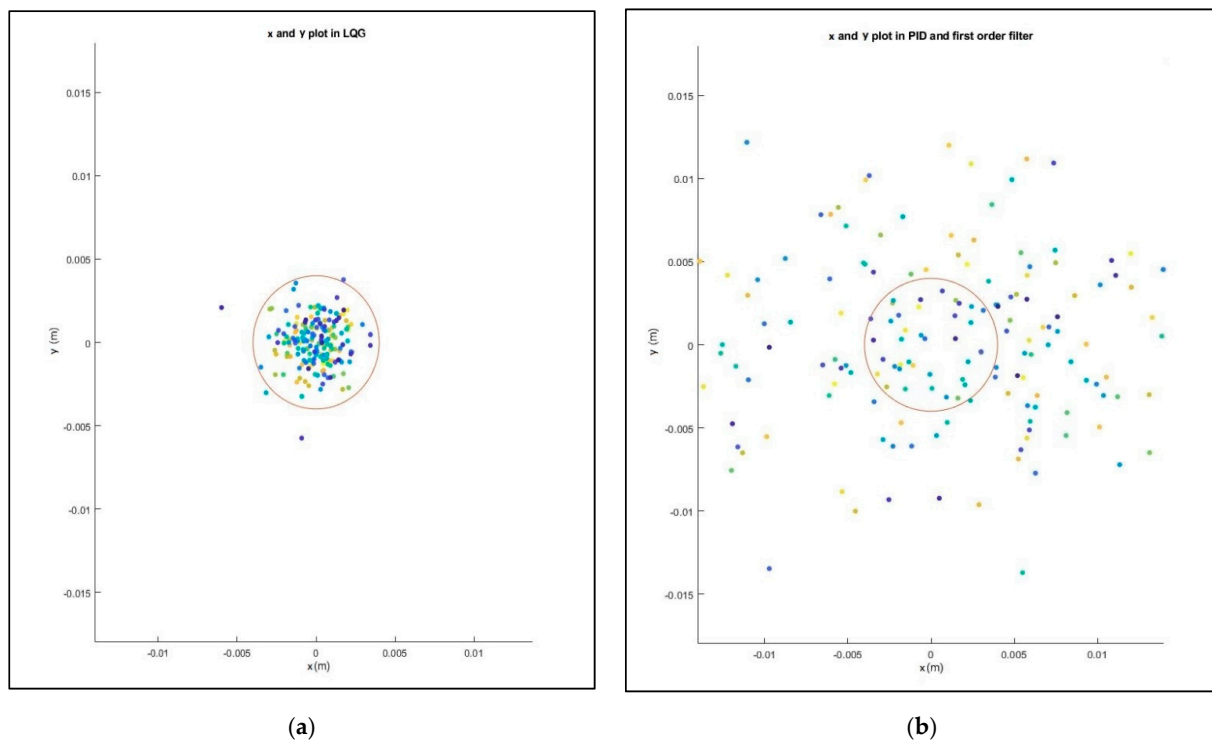 x and y plot in LQG
0.015
0.01
0.005
0
-0.005
-0.01
-0.015
y (m)
-0.01 -0.005 0 0.005 0.01
x (m)
(a)
x and y plot in PID and first order filter
0.015
0.01
0.005
0
-0.005
-0.01
-0.015
y (m)
-0.01 -0.005 0 0.005 0.01
x (m)
(b)